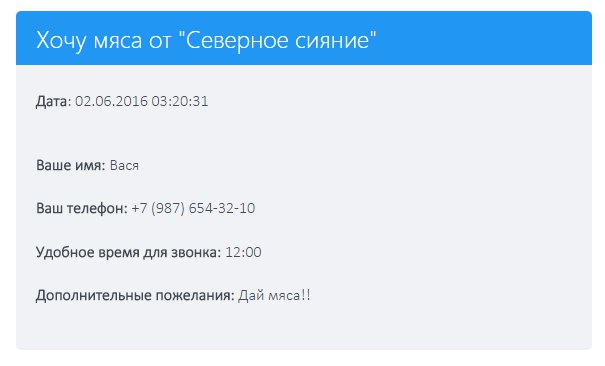 Хочу мяса от "Северное сияние"
Дата: 02.06.2016 03:20:31
Ваше имя: Вася
Ваш телефон: +7 (987) 654-32-10
Удобное время для звонка: 12:00
Дополнительные пожелания: Дай мяса!!